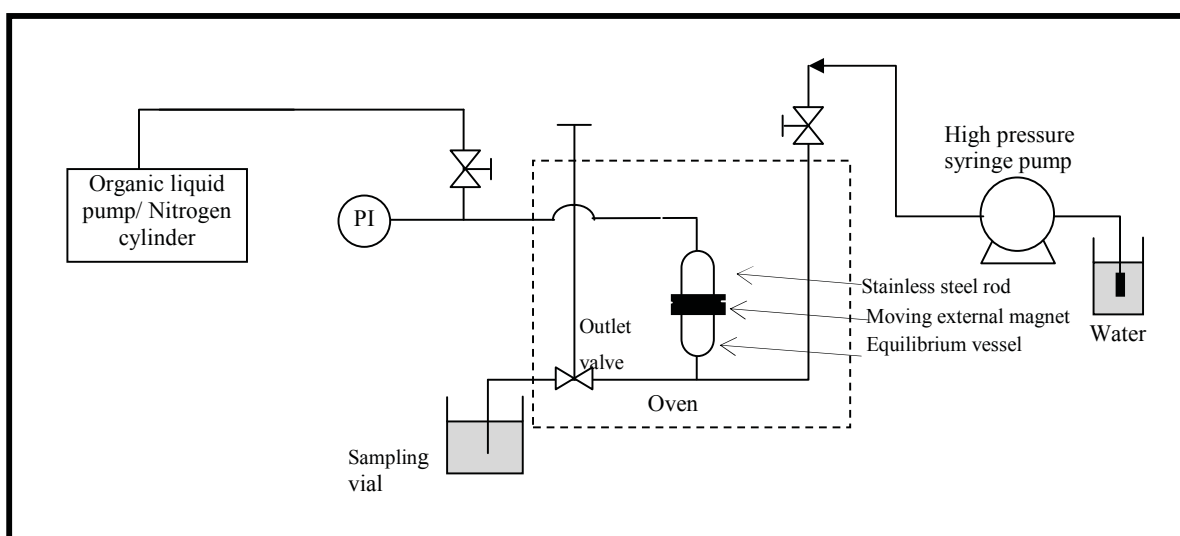 Organic liquid
pump/ Nitrogen
cylinder
PI
High pressure
syringe pump
Stainless steel rod
Moving external magnet
Equilibrium vessel
Water
Outlet
valve
Oven
Sampling
vial